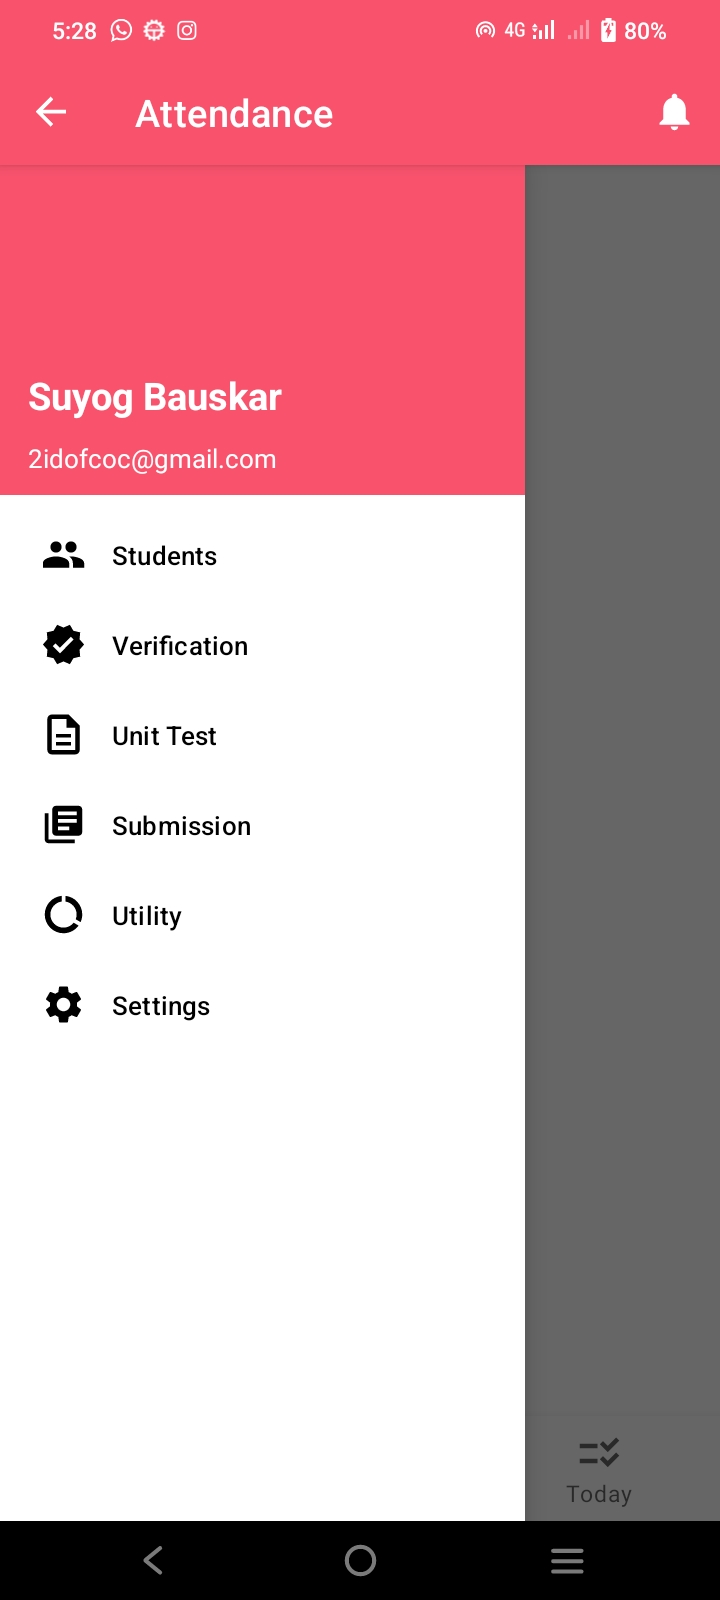 5:28 4G 80%
Attendance
Suyog Bauskar
2idofcoc@gmail.com
Students
Verification
Unit Test
Submission
Utility
Settings
Today